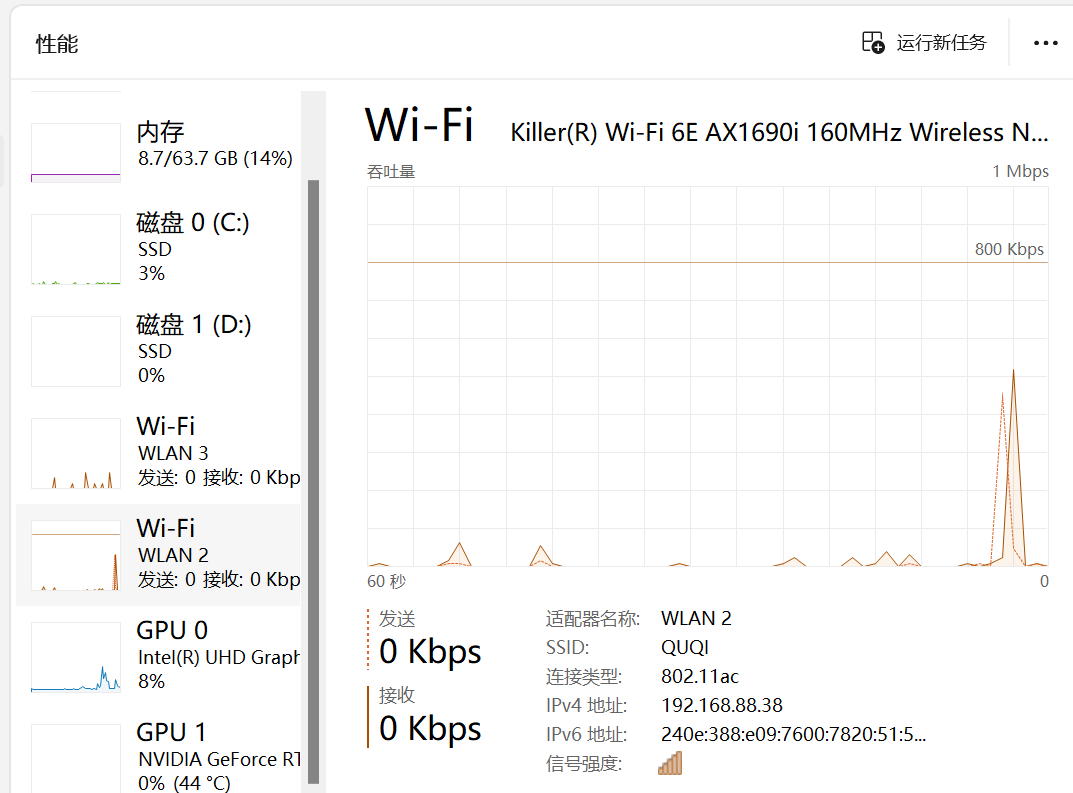 性能
运行新任务
内存
8.7/63.7 GB (14%)
磁盘 0 (C:)
SSD
3%
磁盘 1 (D:)
SSD
0%
Wi-Fi
WLAN 3
发送: 0 接收: 0 Kbp
Wi-Fi
WLAN 2
发送: 0 接收: 0 Kbp
GPU 0
Intel(R) UHD Graph
8%
GPU 1
NVIDIA GeForce RT
0% (44 °C)
Wi-Fi
Killer(R) Wi-Fi 6E AX1690i 160MHz Wireless N...
吞吐量
1 Mbps
800 Kbps
60 秒
0
发送
0 Kbps
接收
0 Kbps
适配器名称: WLAN 2
SSID: QUQI
连接类型: 802.11ac
IPv4 地址: 192.168.88.38
IPv6 地址: 240e:388:e09:7600:7820:51:5...
信号强度: